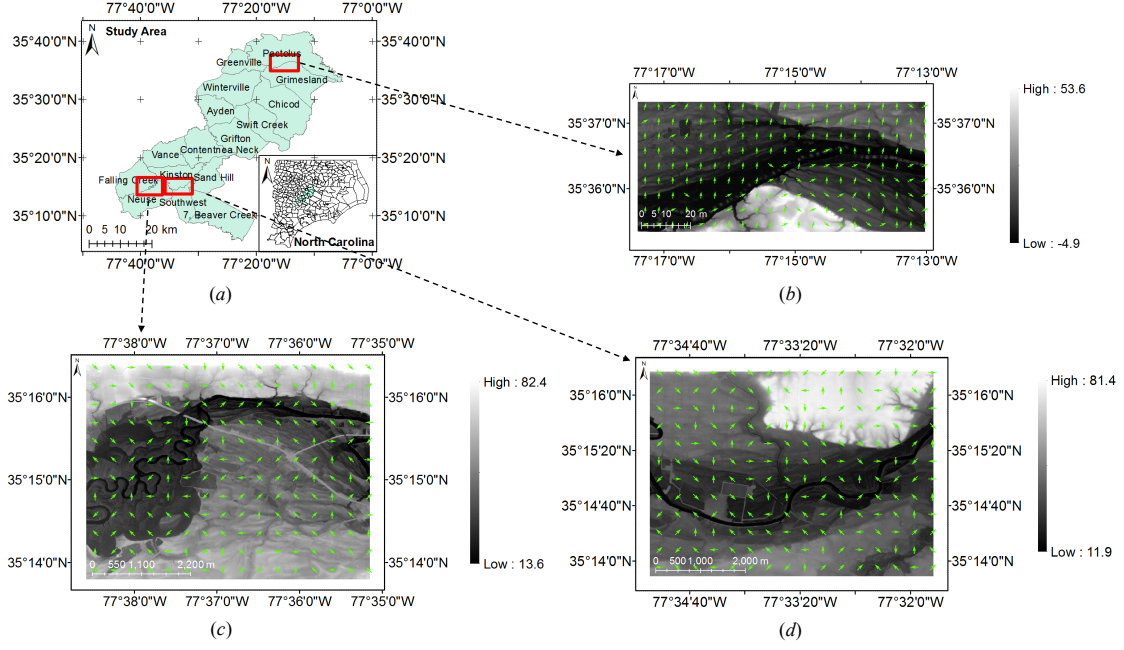 77°40'0"W 77°20'0"W 77°0'0"W
N
Study Area
35°40'0"N 35°40'0"N
Pactolus
Greenville
Grimesland
Winterville
35°30'0"N 35°30'0"N
Chicod
Ayden
Swift Creek
Grifton
Contentnea Neck
Vance
35°20'0"N 35°20'0"N
N
Falling Creek Kinston Sand Hill
Neuse Southwest
35°10'0"N 35°10'0"N
7, Beaver Creek
0 5 10 20 km
North Carolina
77°40'0"W 77°20'0"W 77°0'0"W
(a)
77°17'0"W 77°15'0"W 77°13'0"W
N
High : 53.6
35°37'0"N 35°37'0"N
35°36'0"N 35°36'0"N
0 5 10 20 m
Low : -4.9
77°17'0"W 77°15'0"W 77°13'0"W
(b)
77°38'0"W 77°37'0"W 77°36'0"W 77°35'0"W
N
High : 82.4
35°16'0"N 35°16'0"N
35°15'0"N 35°15'0"N
35°14'0"N 35°14'0"N
0 550 1,100 2,200 m
Low : 13.6
77°38'0"W 77°37'0"W 77°36'0"W 77°35'0"W
(c)
77°34'40"W 77°33'20"W 77°32'0"W
N
High : 81.4
35°16'0"N 35°16'0"N
35°15'20"N 35°15'20"N
35°14'40"N 35°14'40"N
35°14'0"N 35°14'0"N
0 500 1,000 2,000 m
Low : 11.9
77°34'40"W 77°33'20"W 77°32'0"W
(d)